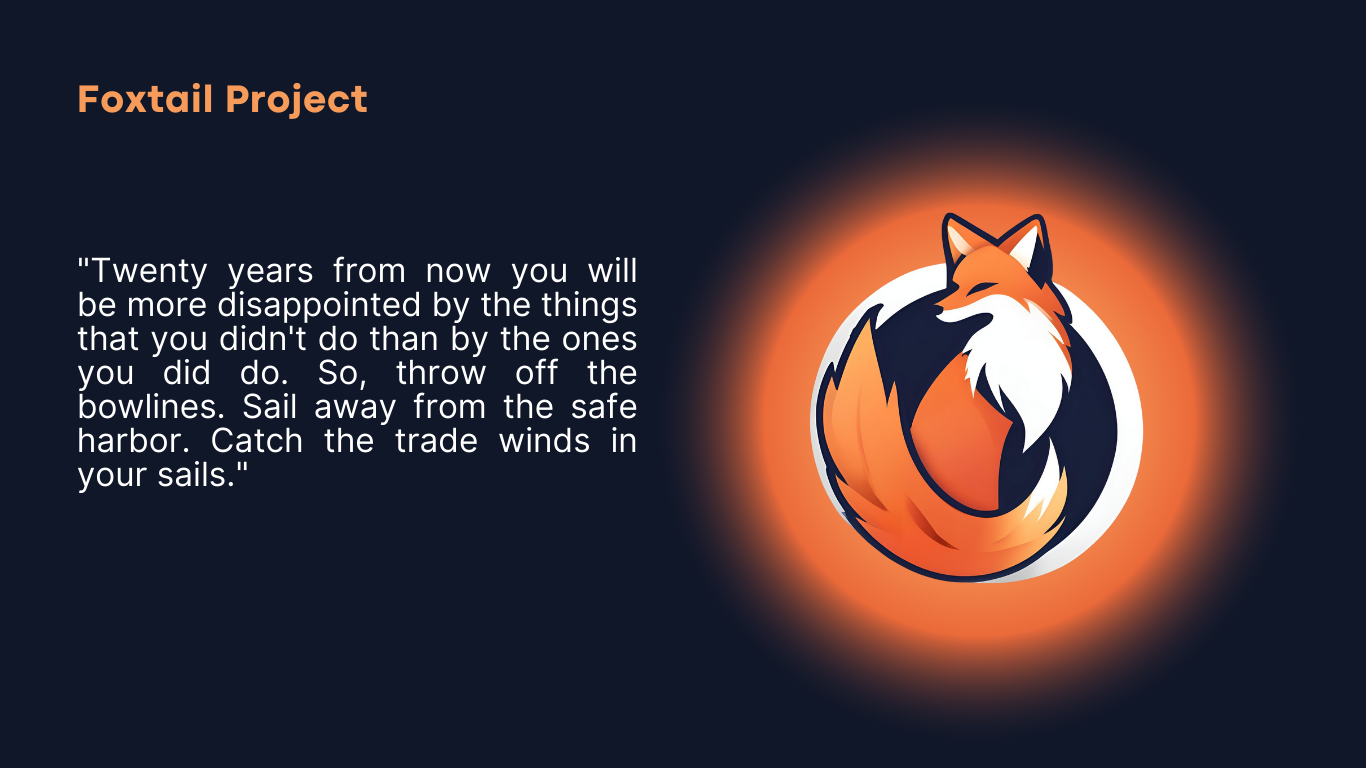 Foxtail Project
"Twenty years from now you will
be more disappointed by the things
that you didn't do than by the ones
you did do. So, throw off the
bowlines. Sail away from the safe
harbor. Catch the trade winds in
your sails."